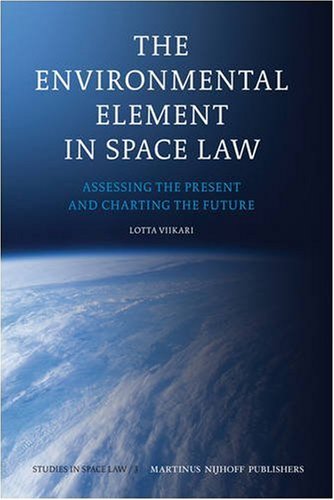 THE
ENVIRONMENTAL
ELEMENT
IN SPACE LAW
ASSESSING THE PRESENT
AND CHARTING THE FUTURE
LOTTA VIIKARI
STUDIES IN SPACE LAW / 3 MARTINUS NIJHOFF PUBLISHERS